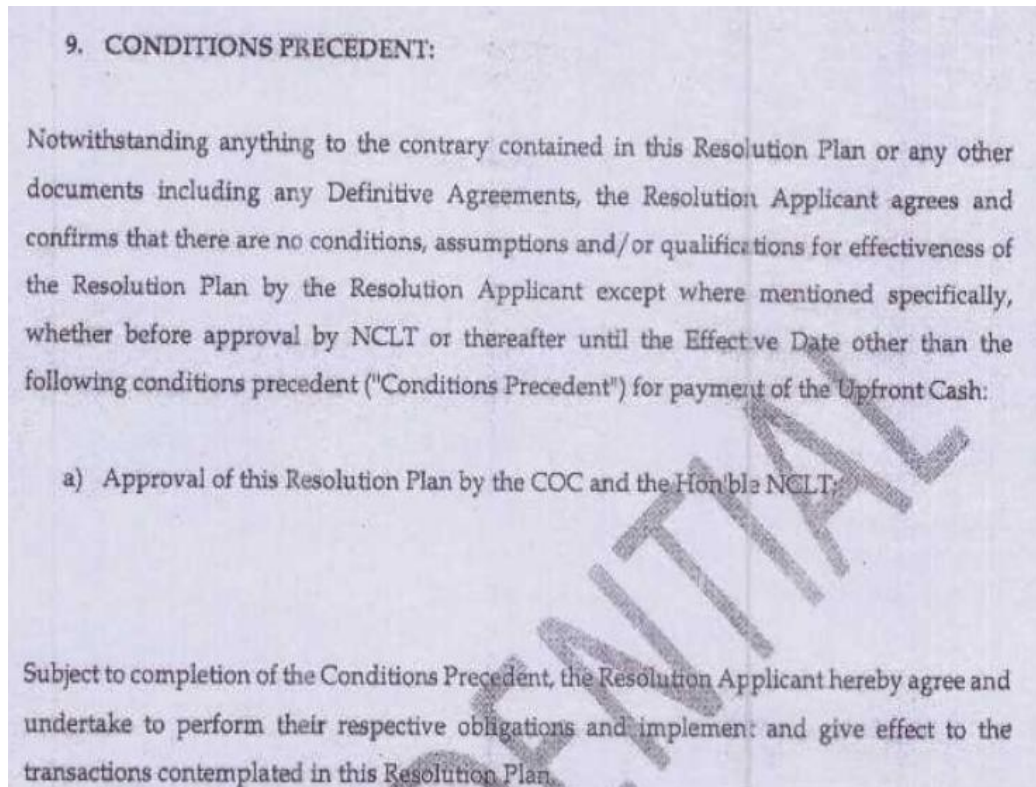 9. CONDITIONS PRECEDENT:
Notwithstanding anything to the contrary contained in this Resolution Plan or any other
documents including any Definitive Agreements, the Resolution Applicant agrees and
confirms that there are no conditions, assumptions and/or qualifications for effectiveness of
the Resolution Plan by the Resolution Applicant except where mentioned specifically,
whether before approval by NCLT or thereafter until the Effective Date other than the
following conditions precedent ("Conditions Precedent") for payment of the Upfront Cash:
a) Approval of this Resolution Plan by the COC and the Hon'ble NCLT;
Subject to completion of the Conditions Precedent, the Resolution Applicant hereby agree and
undertake to perform their respective obligations and implement and give effect to the
transactions contemplated in this Resolution Plan.
DENTIAL